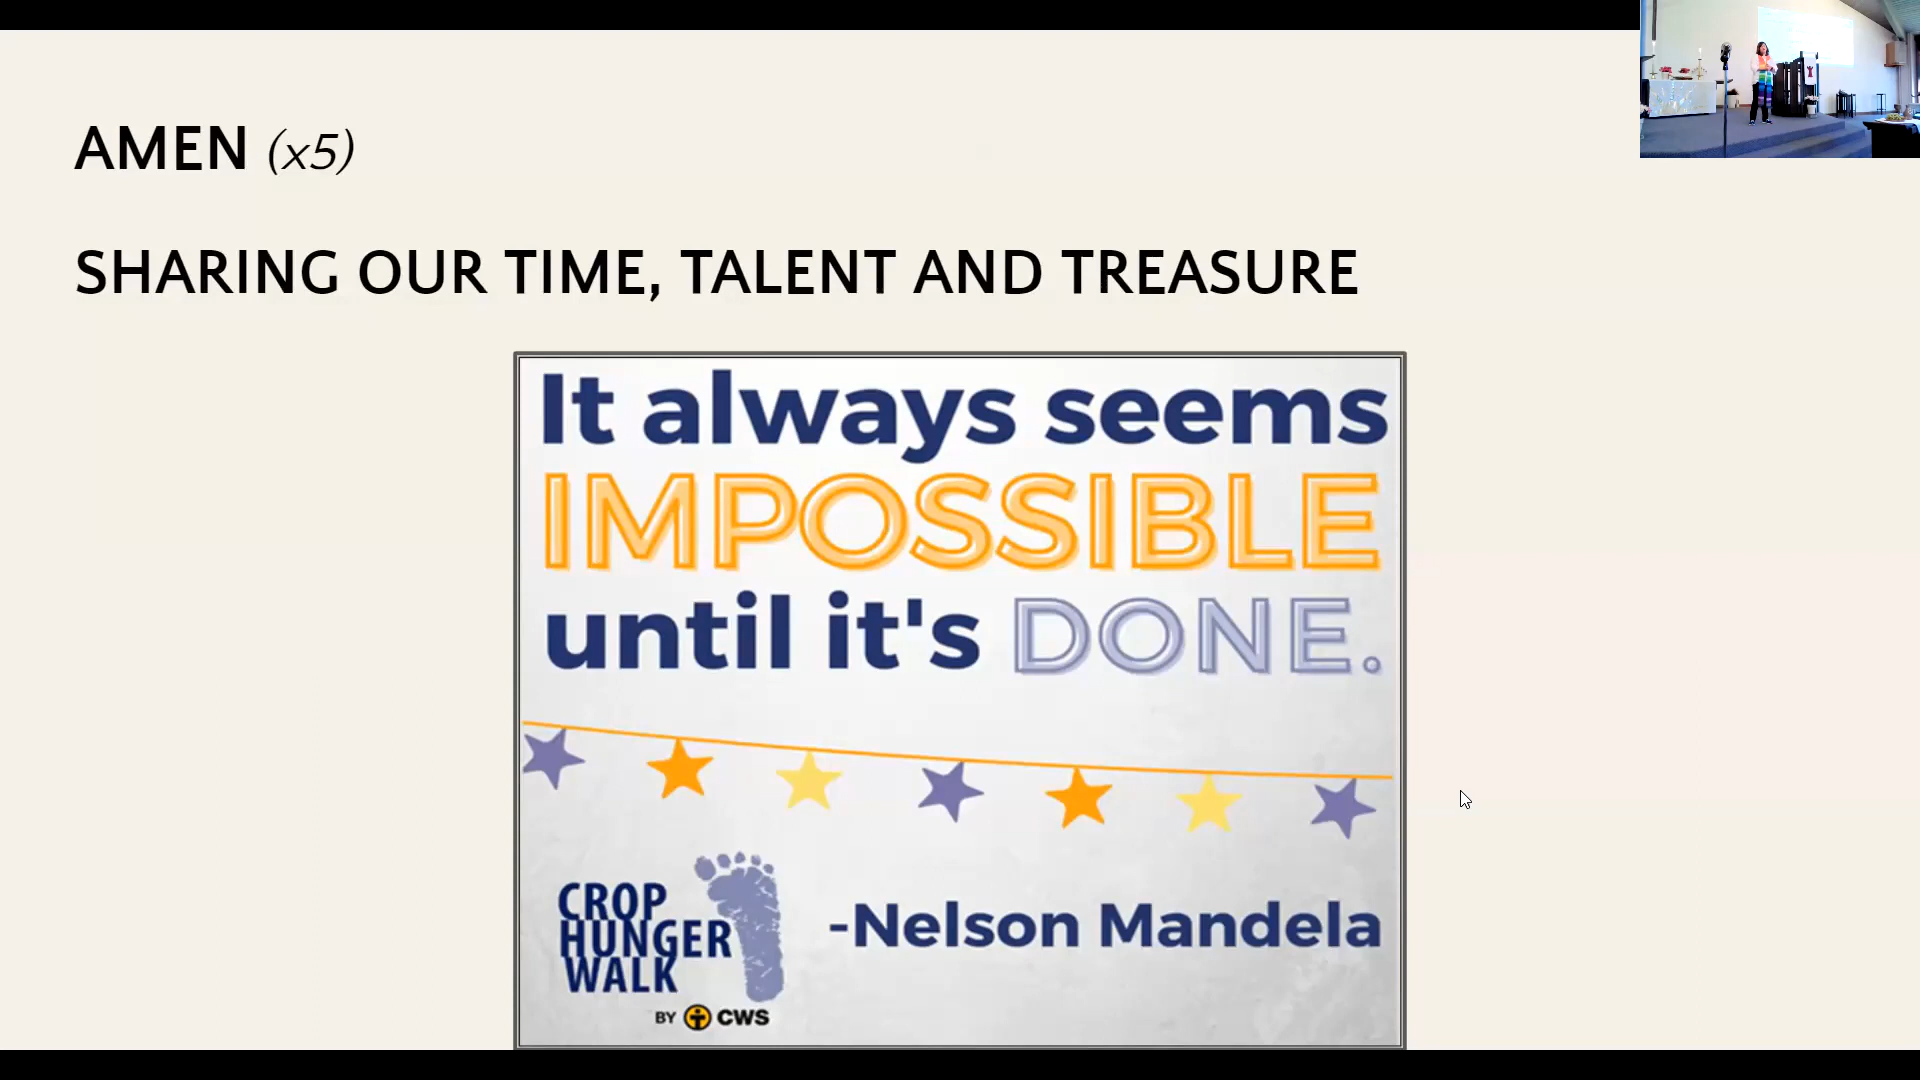 AMEN (x5)
SHARING OUR TIME, TALENT AND TREASURE
It always seems
IMPOSSIBLE
until it's DONE.
CROP
HUNGER
WALK
BY CWS
-Nelson Mandela